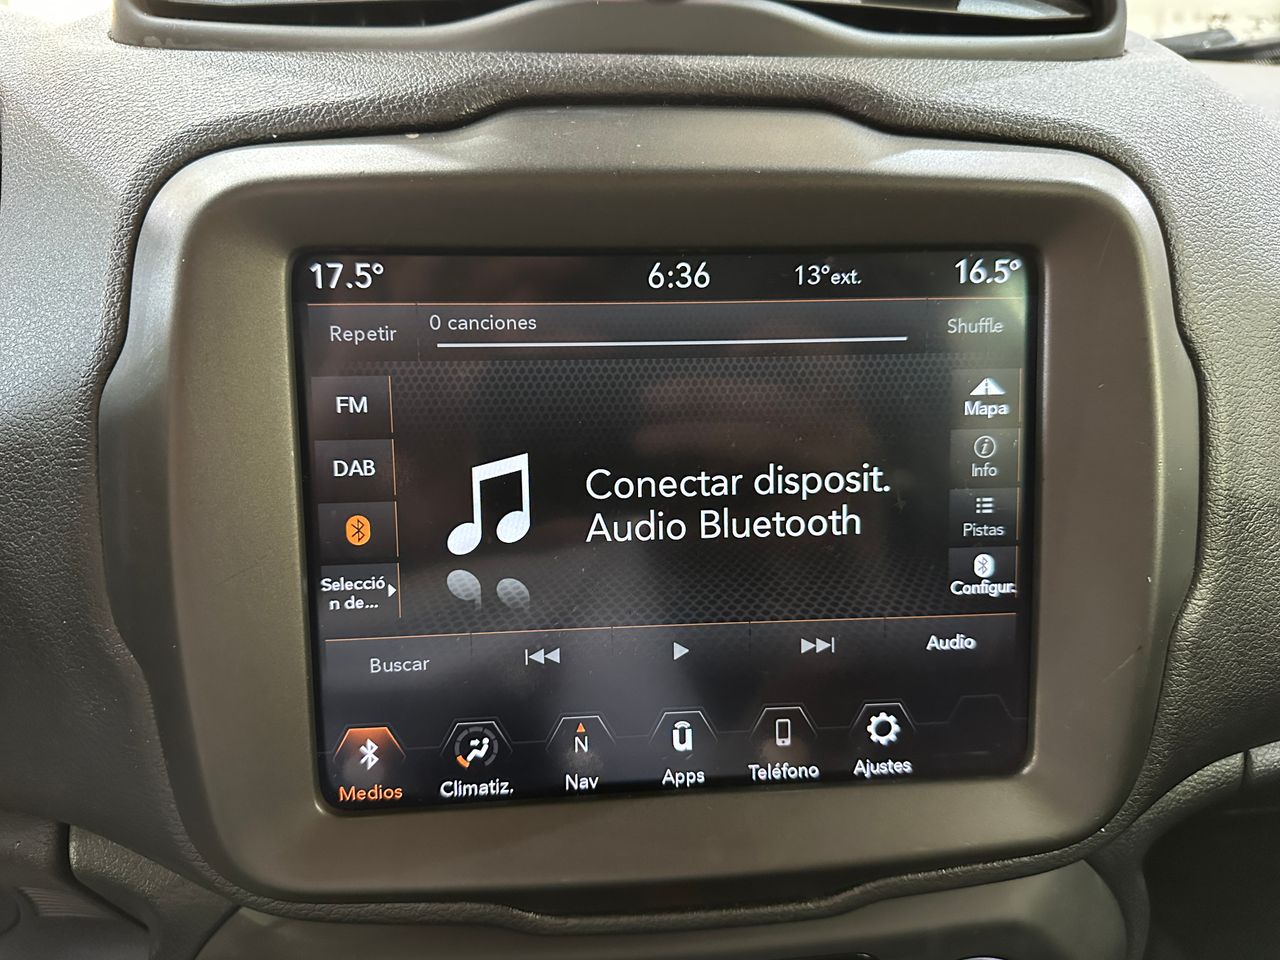 17.5°
6:36
13°ext.
16.5°
Repetir
0 canciones
Shuffle
FM
DAB
Selecció
n de...
Conectar disposit.
Audio Bluetooth
Mapa
Info
Pistas
Configur.
Buscar
Audio
Medios
Climatiz.
N
Nav
u
Apps
Teléfono
Ajustes